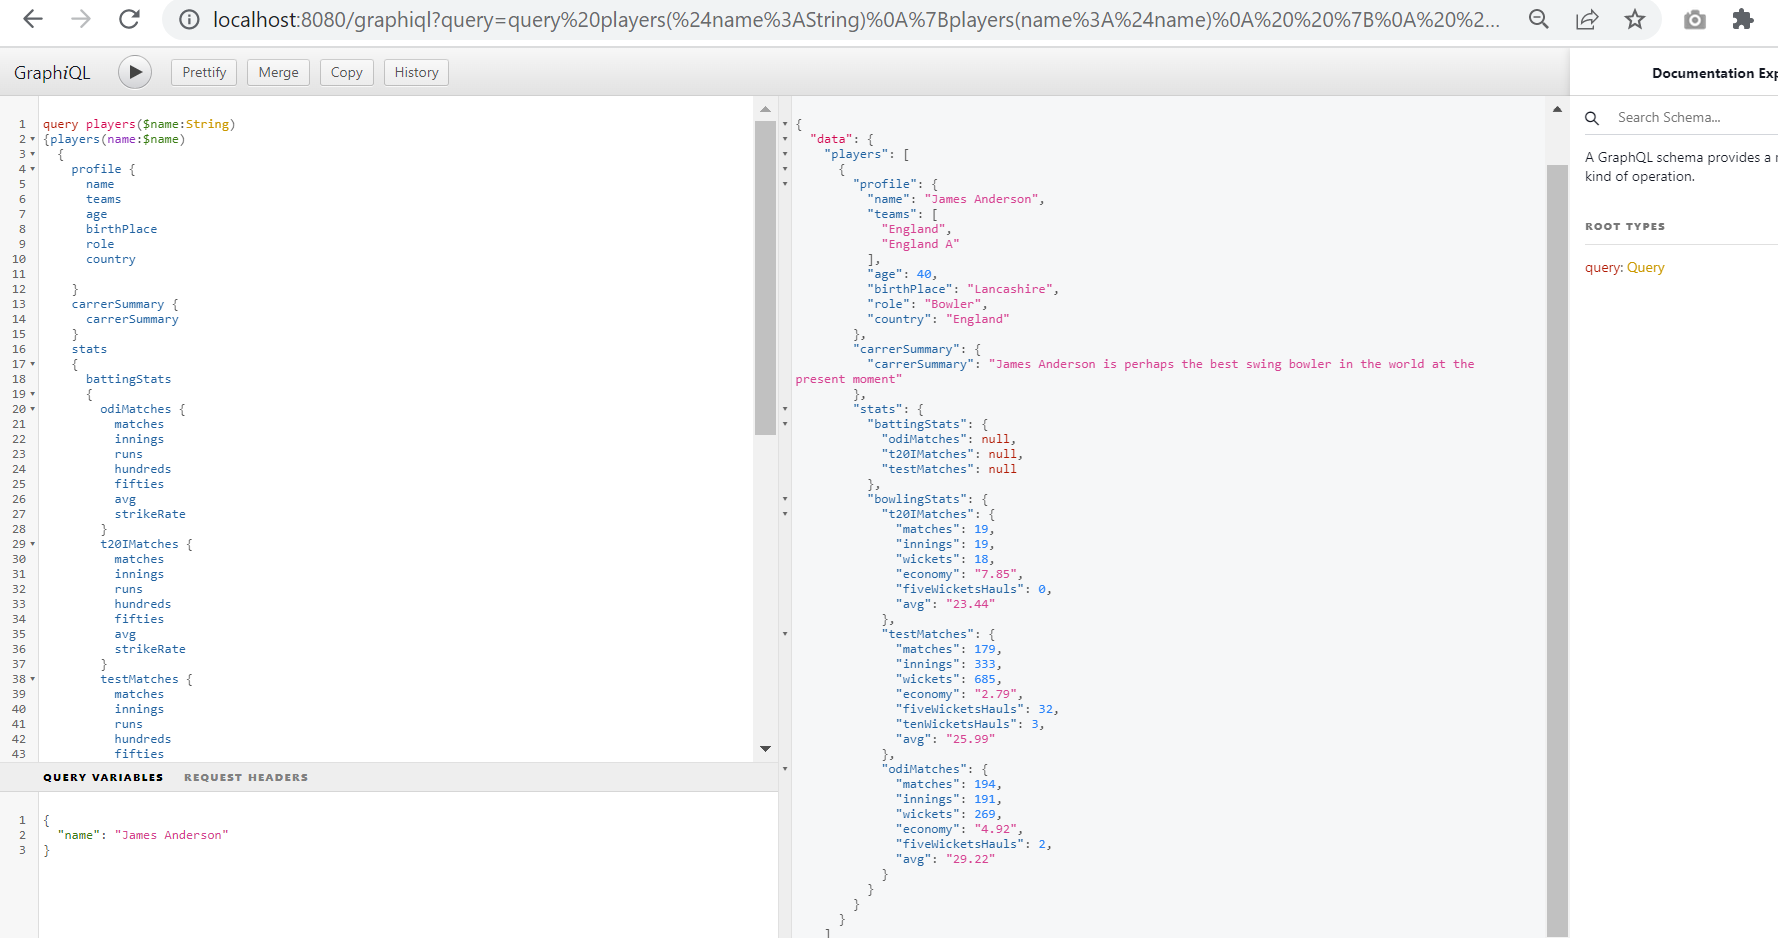 localhost:8080/graphiql?query=query%20players(%24name%3AString)%0A%7Bplayers(name%3A%24name)%0A%20%20%7B%0A%20%2...
GraphiQL
Prettify
Merge
Copy
History
1 query players($name:String)
2 {players(name:$name)
3 {
4 profile {
5 name
6 teams
7 age
8 birthPlace
9 role
10 country
11
12 }
13 carrerSummary {
14 carrerSummary
15 }
16 stats
17 {
18 battingStats
19 {
20 odiMatches {
21 matches
22 innings
23 runs
24 hundreds
25 fifties
26 avg
27 strikeRate
28 }
29 t20IMatches {
30 matches
31 innings
32 runs
33 hundreds
34 fifties
35 avg
36 strikeRate
37 }
38 testMatches {
39 matches
40 innings
41 runs
42 hundreds
43 fifties
QUERY VARIABLES REQUEST HEADERS
1 {
2 "name": "James Anderson"
3 }
{
"data": {
"players": [
{
"profile": {
"name": "James Anderson",
"teams": [
"England",
"England A"
],
"age": 40,
"birthPlace": "Lancashire",
"role": "Bowler",
"country": "England"
},
"carrerSummary": {
"carrerSummary": "James Anderson is perhaps the best swing bowler in the world at the
present moment"
},
"stats": {
"battingStats": {
"odiMatches": null,
"t20IMatches": null,
"testMatches": null
},
"bowlingStats": {
"t20IMatches": {
"matches": 19,
"innings": 19,
"wickets": 18,
"economy": "7.85",
"fiveWicketsHauls": 0,
"avg": "23.44"
},
"testMatches": {
"matches": 179,
"innings": 333,
"wickets": 685,
"economy": "2.79",
"fiveWicketsHauls": 32,
"tenWicketsHauls": 3,
"avg": "25.99"
},
"odiMatches": {
"matches": 194,
"innings": 191,
"wickets": 269,
"economy": "4.92",
"fiveWicketsHauls": 2,
"avg": "29.22"
}
}
}
}
]
Documentation Exp
Search Schema...
A GraphQL schema provides a r
kind of operation.
ROOT TYPES
query: Query